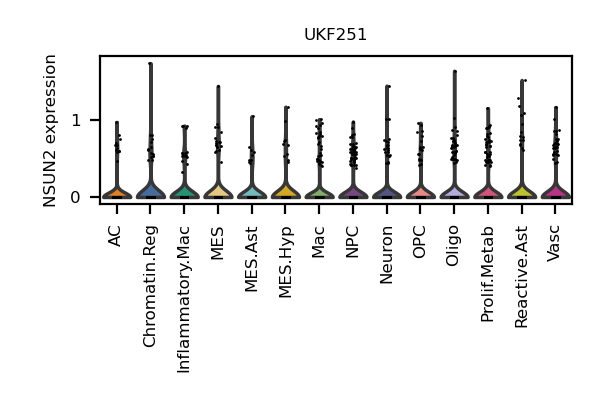 UKF251
NSUN2 expression
1
0
AC
Chromatin.Reg
Inflammatory.Mac
MES
MES.Ast
MES.Hyp
Mac
NPC
Neuron
OPC
Oligo
Prolif.Metab
Reactive.Ast
Vasc